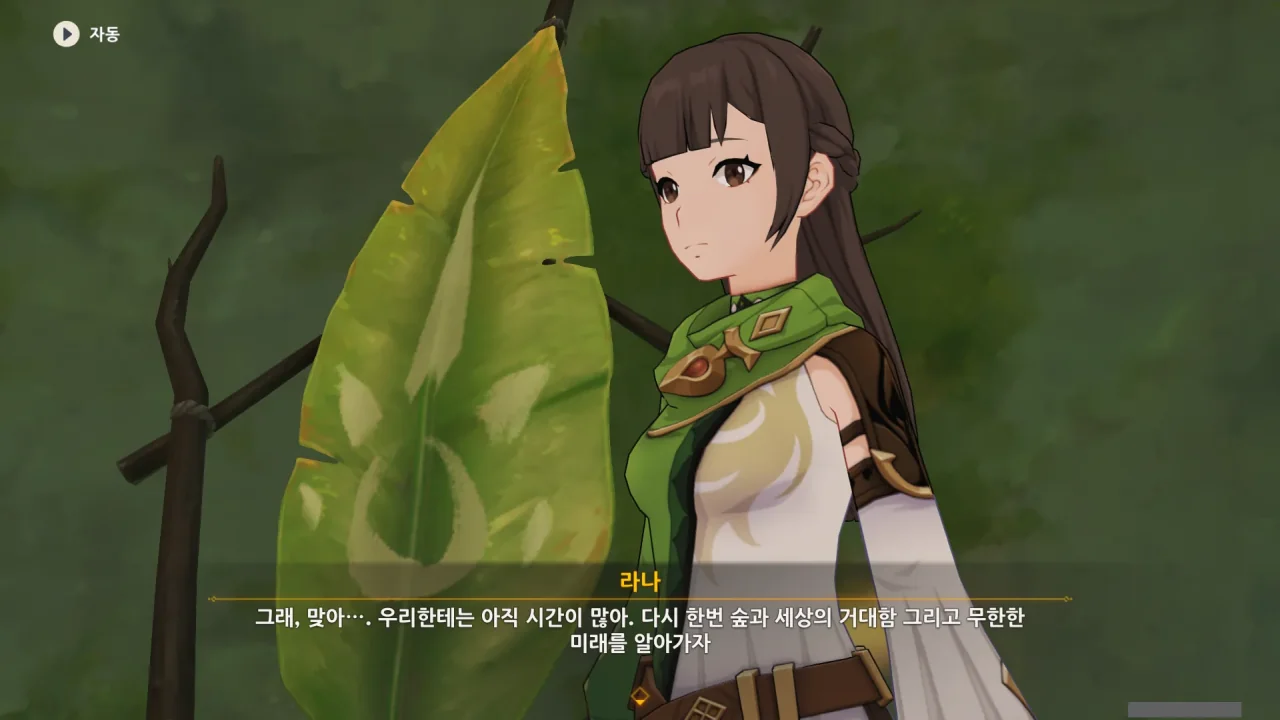 자동
라나
그래, 맞아…. 우리한테는 아직 시간이 많아. 다시 한번 숲과 세상의 거대함 그리고 무한한
미래를 알아가자